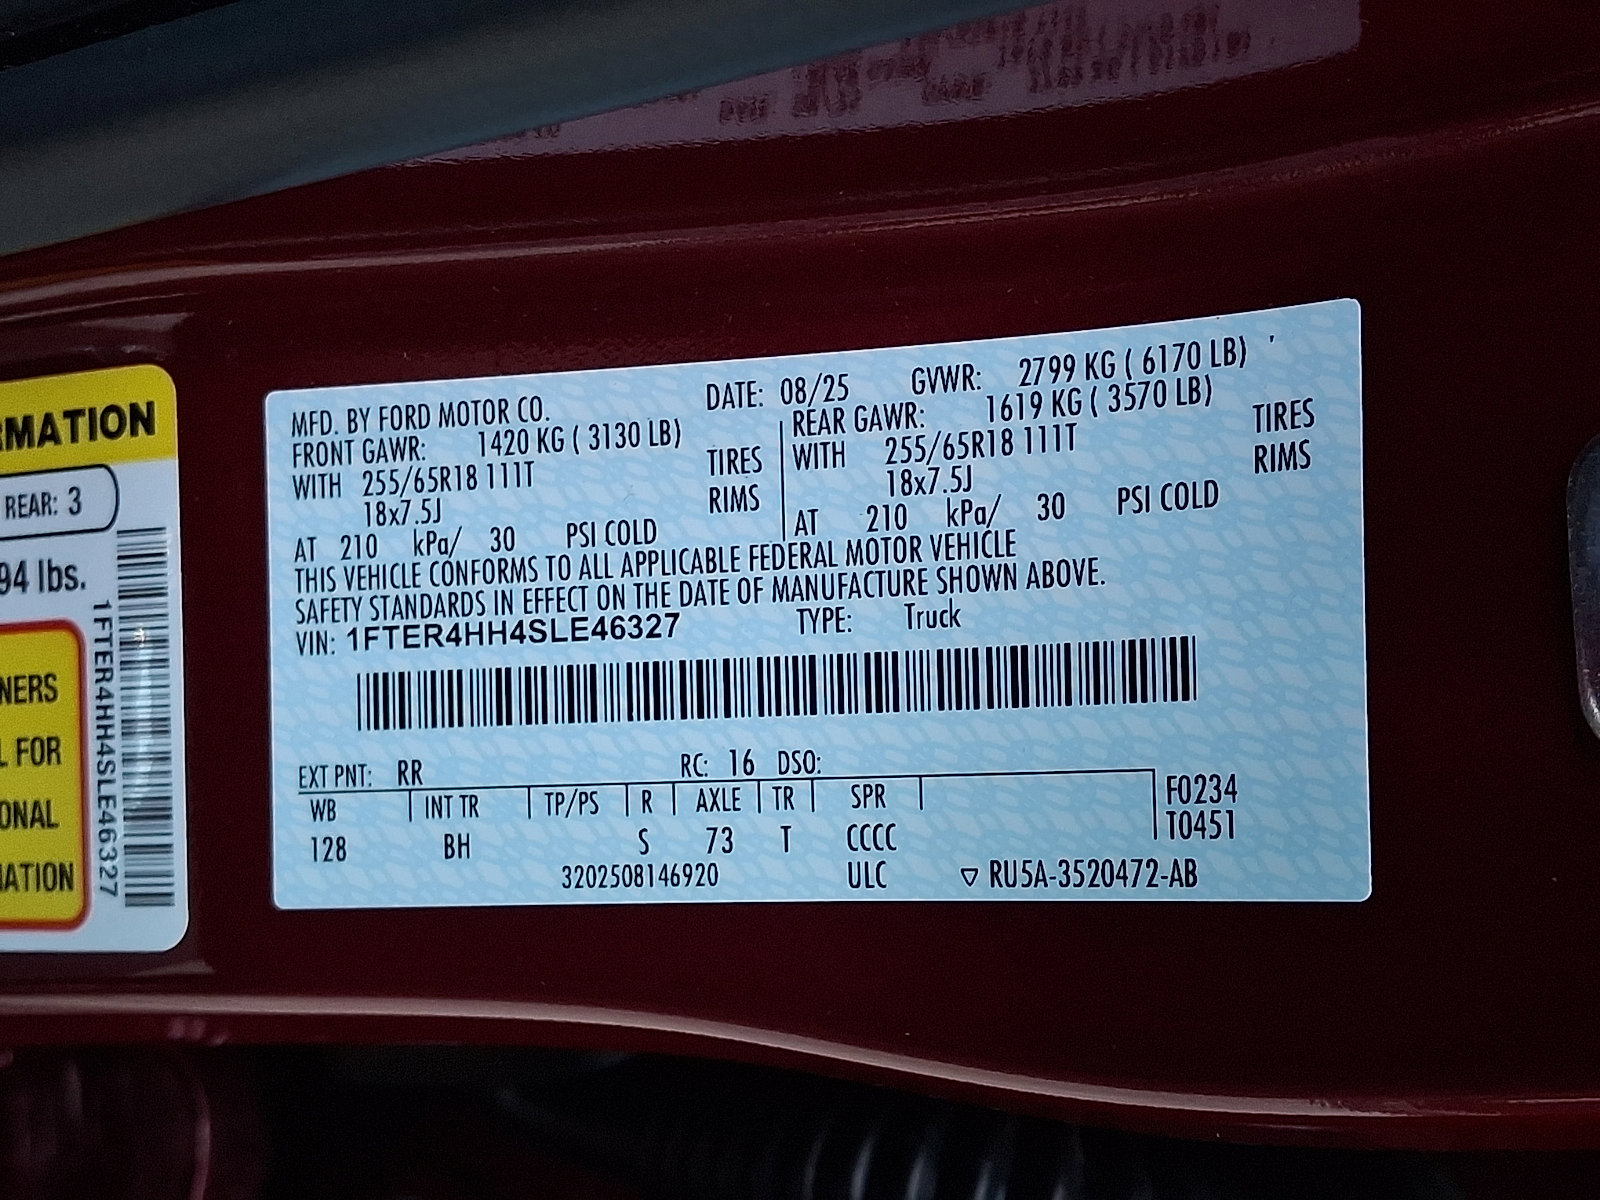 RMATION
REAR: 3
94 lbs.
NERS
L FOR
ONAL
MATION
1FTER4HH4SLE46327
MFD. BY FORD MOTOR CO. DATE: 08/25 GVWR: 2799 KG ( 6170 LB)
FRONT GAWR: 1420 KG ( 3130 LB) REAR GAWR: 1619 KG ( 3570 LB)
WITH 255/65R18 111T TIRES WITH 255/65R18 111T TIRES
18x7.5J RIMS 18x7.5J RIMS
AT 210 kPa/ 30 PSI COLD AT 210 kPa/ 30 PSI COLD
THIS VEHICLE CONFORMS TO ALL APPLICABLE FEDERAL MOTOR VEHICLE
SAFETY STANDARDS IN EFFECT ON THE DATE OF MANUFACTURE SHOWN ABOVE.
VIN: 1FTER4HH4SLE46327 TYPE: Truck
EXT PNT: RR RC: 16 DSO:
WB INT TR TP/PS R AXLE TR SPR F0234
128 BH S 73 T CCCC T0451
3202508146920 ULC ▽ RU5A-3520472-AB